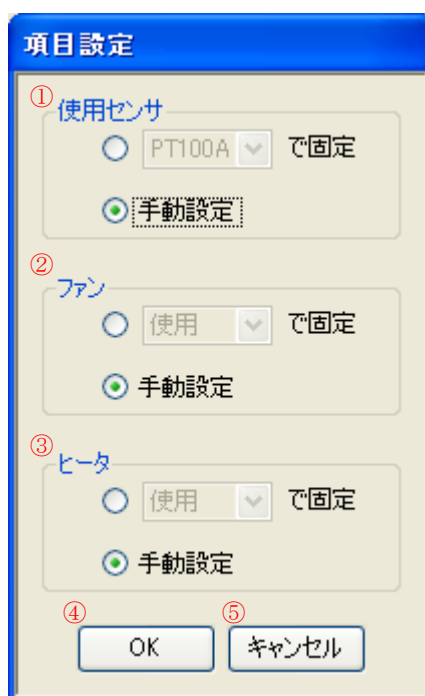 項目設定
①
使用センサ
PT100A で固定
手動設定
②
ファン
使用 で固定
手動設定
③
ヒータ
使用 で固定
手動設定
④ ⑤
OK キャンセル